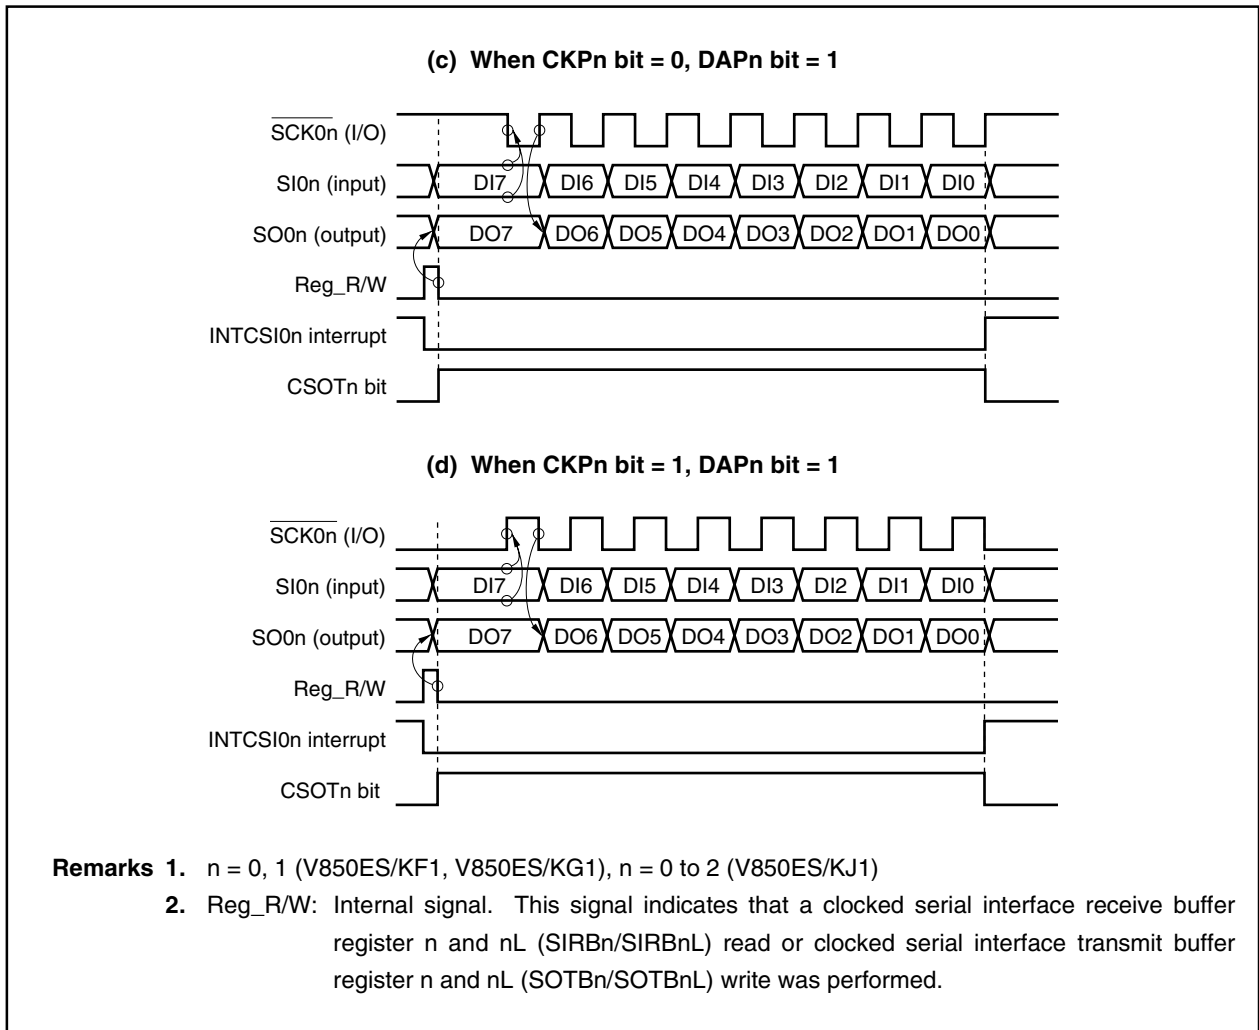 (c) When CKPn bit = 0, DAPn bit = 1
SCK0n (I/O)
SI0n (input) DI7 DI6 DI5 DI4 DI3 DI2 DI1 DI0
SO0n (output) DO7 DO6 DO5 DO4 DO3 DO2 DO1 DO0
Reg_R/W
INTCSI0n interrupt
CSOTn bit
(d) When CKPn bit = 1, DAPn bit = 1
SCK0n (I/O)
SI0n (input) DI7 DI6 DI5 DI4 DI3 DI2 DI1 DI0
SO0n (output) DO7 DO6 DO5 DO4 DO3 DO2 DO1 DO0
Reg_R/W
INTCSI0n interrupt
CSOTn bit
Remarks 1. n = 0, 1 (V850ES/KF1, V850ES/KG1), n = 0 to 2 (V850ES/KJ1)
2. Reg_R/W: Internal signal. This signal indicates that a clocked serial interface receive buffer
register n and nL (SIRBn/SIRBnL) read or clocked serial interface transmit buffer
register n and nL (SOTBn/SOTBnL) write was performed.